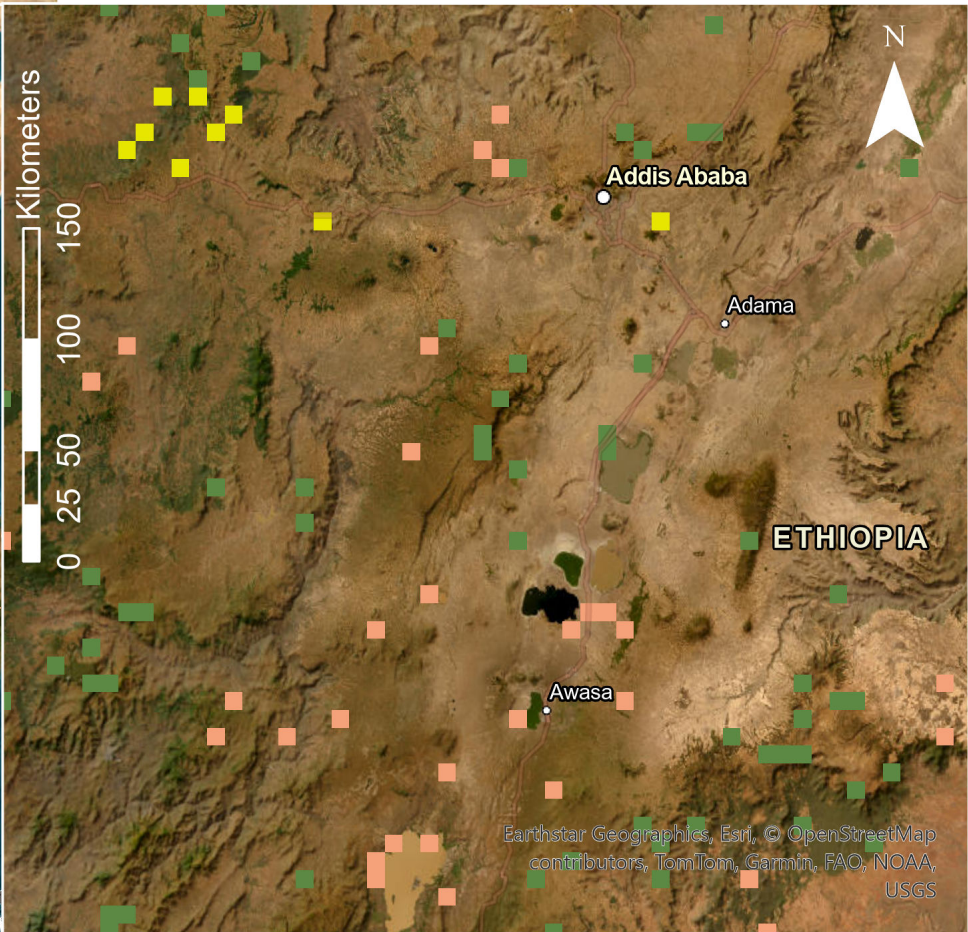 N
Kilometers
150
100
50
25
0
Addis Ababa
Adama
ETHIOPIA
Awasa
Earthstar Geographics, Esri, © OpenStreetMap
contributors, TomTom, Garmin, FAO, NOAA,
USGS